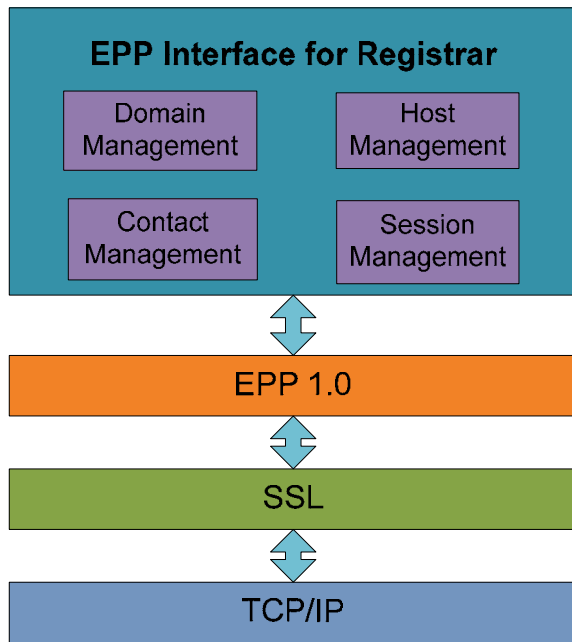 EPP Interface for Registrar
Domain
Management
Host
Management
Contact
Management
Session
Management
EPP 1.0
SSL
TCP/IP